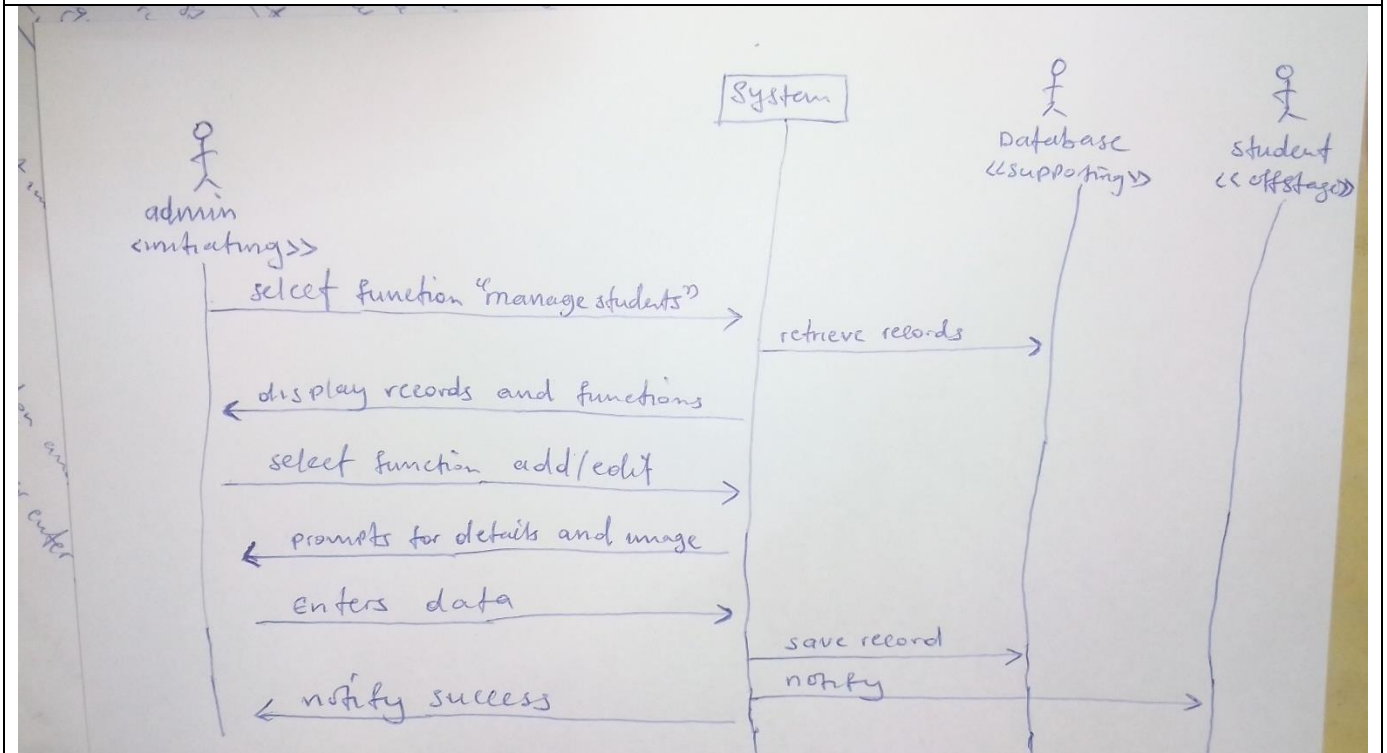 System
Database
<<supporting>>
student
<<offstage>>
admin
<initiating>>
select function "manage students"
retrieve records
display records and functions
select function add/edit
prompts for details and image
Enters data
save record
notify
notify success
enter